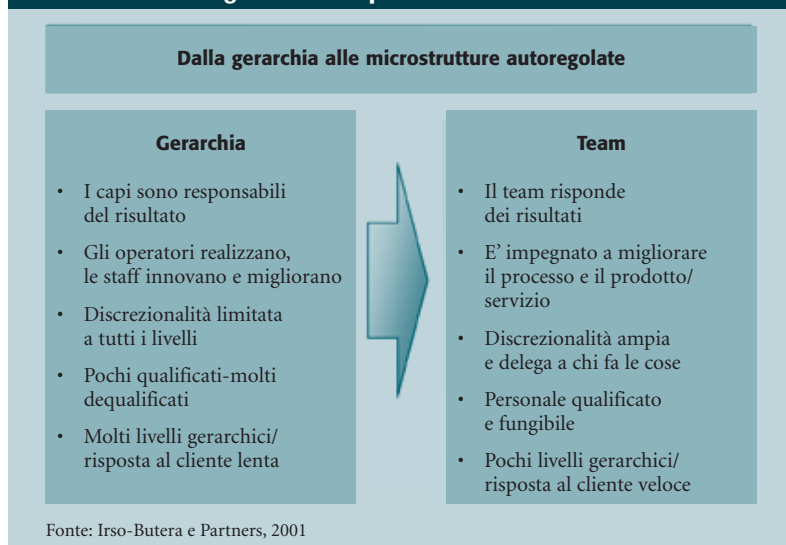 Dalla gerarchia alle microstrutture autoregolate
Gerarchia
• I capi sono responsabili
del risultato
• Gli operatori realizzano,
le staff innovano e migliorano
• Discrezionalità limitata
a tutti i livelli
• Pochi qualificati-molti
dequalificati
• Molti livelli gerarchici/
risposta al cliente lenta
Team
• Il team risponde
dei risultati
• E' impegnato a migliorare
il processo e il prodotto/
servizio
• Discrezionalità ampia
e delega a chi fa le cose
• Personale qualificato
e fungibile
• Pochi livelli gerarchici/
risposta al cliente veloce
Fonte: Irso-Butera e Partners, 2001